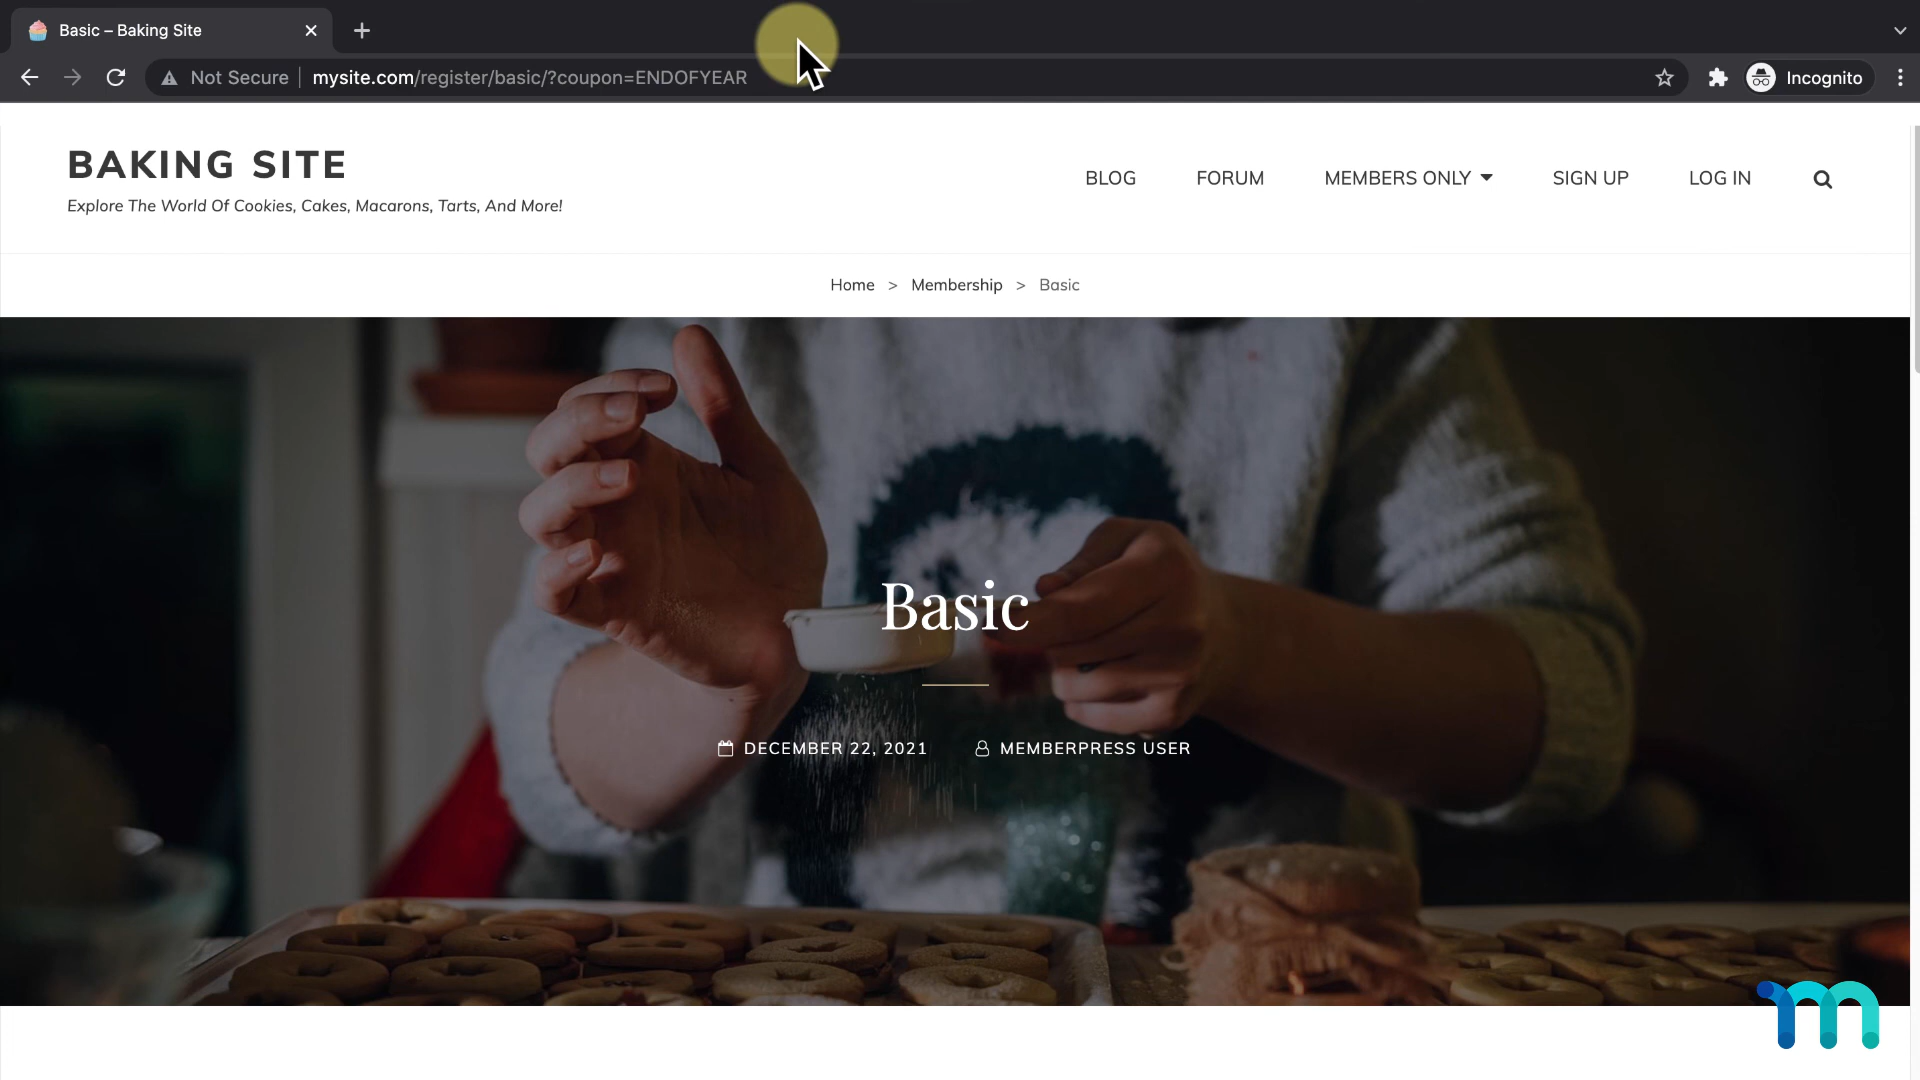 Basic – Baking Site
Not Secure
mysite.com/register/basic/?coupon=ENDOFYEAR
Incognito
BAKING SITE
Explore The World Of Cookies, Cakes, Macarons, Tarts, And More!
BLOG
FORUM
MEMBERS ONLY
SIGN UP
LOG IN
Home > Membership > Basic
Basic
DECEMBER 22, 2021
MEMBERPRESS USER
m